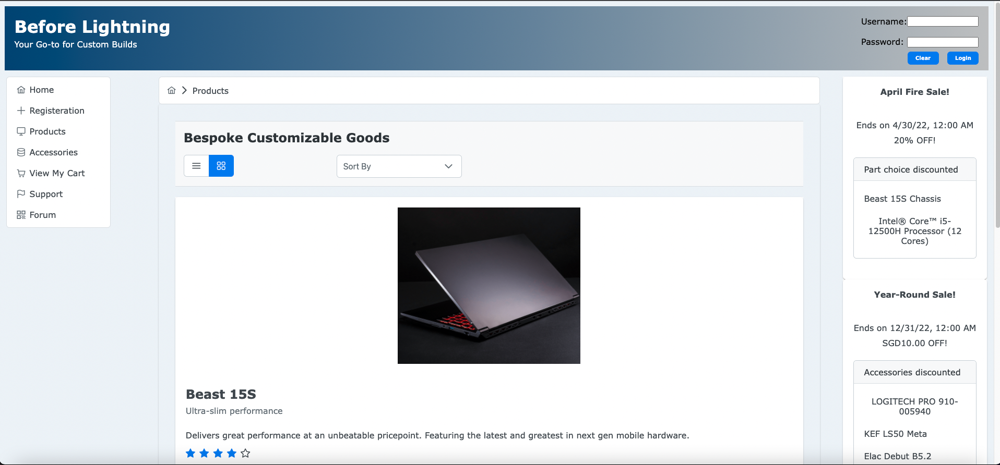 Before Lightning
Your Go-to for Custom Builds
Username:
Password:
Clear
Login
Home
Registeration
Products
Accessories
View My Cart
Support
Forum
Products
Bespoke Customizable Goods
Sort By
Beast 15S
Ultra-slim performance
Delivers great performance at an unbeatable pricepoint. Featuring the latest and greatest in next gen mobile hardware.
April Fire Sale!
Ends on 4/30/22, 12:00 AM
20% OFF!
Part choice discounted
Beast 15S Chassis
Intel® Core™ i5-
12500H Processor (12
Cores)
Year-Round Sale!
Ends on 12/31/22, 12:00 AM
SGD10.00 OFF!
Accessories discounted
LOGITECH PRO 910-
005940
KEF LS50 Meta
Elac Debut B5.2